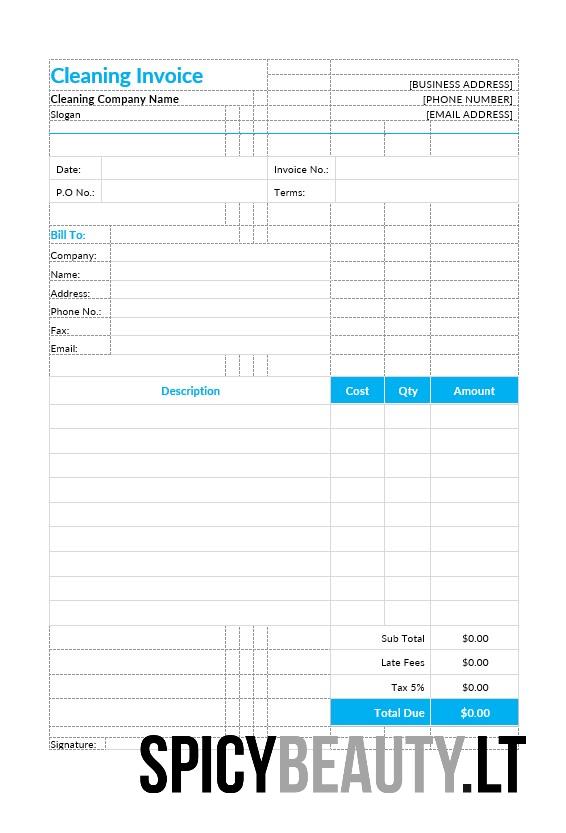 Cleaning Invoice
[BUSINESS ADDRESS]
Cleaning Company Name [PHONE NUMBER]
Slogan [EMAIL ADDRESS]
Date: Invoice No.:
P.O No.: Terms:
Bill To:
Company:
Name:
Address:
Phone No.:
Fax:
Email:
Description Cost Qty Amount
Sub Total $0.00
Late Fees $0.00
Tax 5% $0.00
Total Due $0.00
Signature:
SPICYBEAUTY.LT